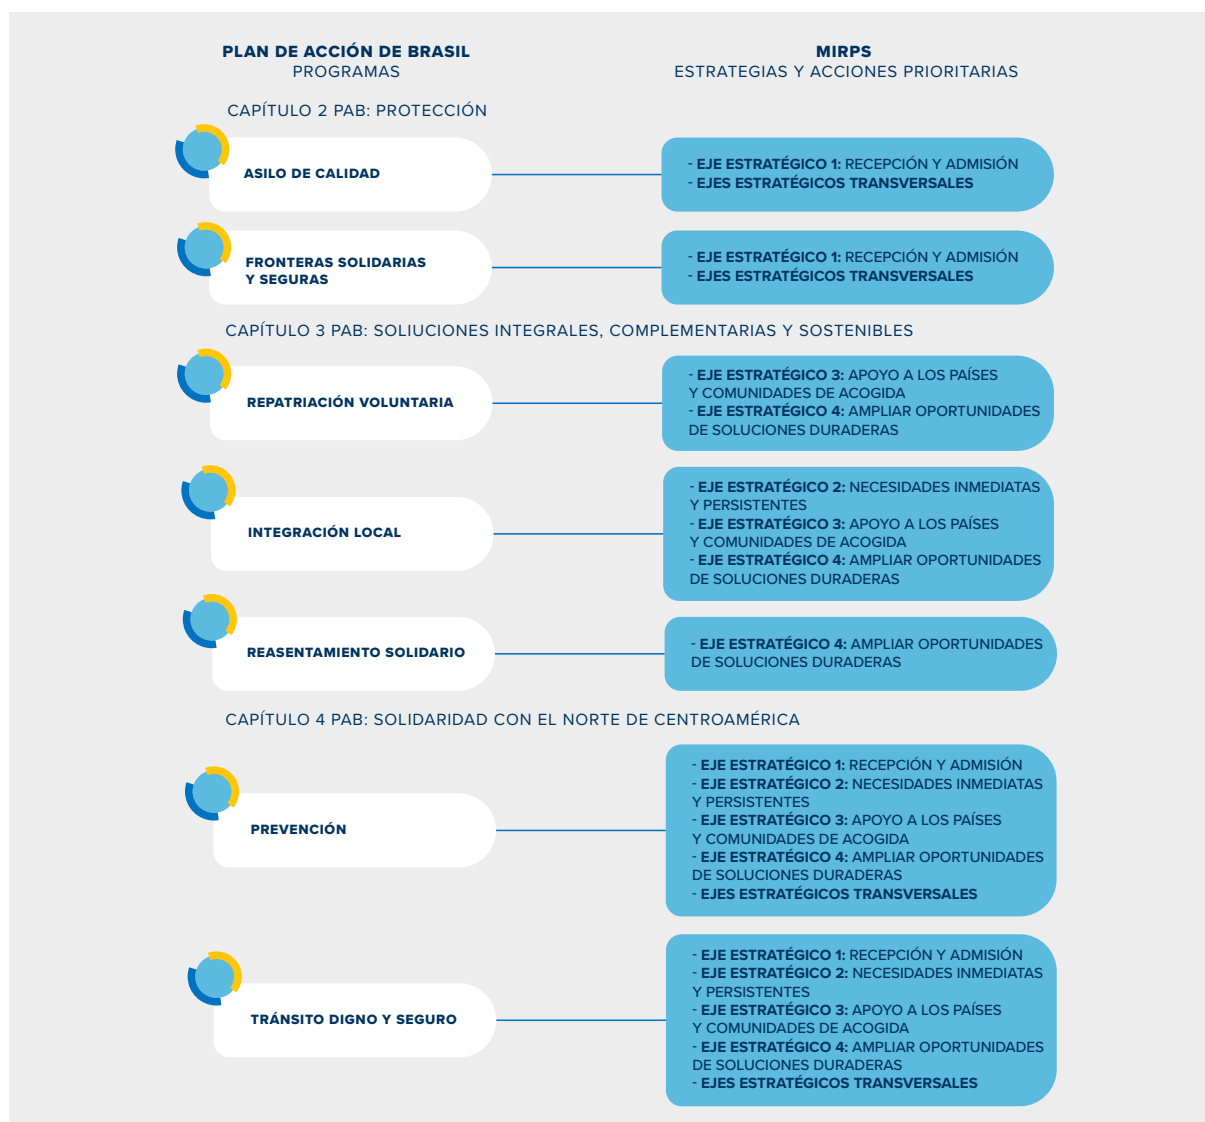 PLAN DE ACCIÓN DE BRASIL
PROGRAMAS
MIRPS
ESTRATEGIAS Y ACCIONES PRIORITARIAS
CAPÍTULO 2 PAB: PROTECCIÓN
ASILO DE CALIDAD
- EJE ESTRATÉGICO 1: RECEPCIÓN Y ADMISIÓN
- EJES ESTRATÉGICOS TRANSVERSALES
FRONTERAS SOLIDARIAS
Y SEGURAS
- EJE ESTRATÉGICO 1: RECEPCIÓN Y ADMISIÓN
- EJES ESTRATÉGICOS TRANSVERSALES
CAPÍTULO 3 PAB: SOLIUCIONES INTEGRALES, COMPLEMENTARIAS Y SOSTENIBLES
REPATRIACIÓN VOLUNTARIA
- EJE ESTRATÉGICO 3: APOYO A LOS PAÍSES
Y COMUNIDADES DE ACOGIDA
- EJE ESTRATÉGICO 4: AMPLIAR OPORTUNIDADES
DE SOLUCIONES DURADERAS
INTEGRACIÓN LOCAL
- EJE ESTRATÉGICO 2: NECESIDADES INMEDIATAS
Y PERSISTENTES
- EJE ESTRATÉGICO 3: APOYO A LOS PAÍSES
Y COMUNIDADES DE ACOGIDA
- EJE ESTRATÉGICO 4: AMPLIAR OPORTUNIDADES
DE SOLUCIONES DURADERAS
REASENTAMIENTO SOLIDARIO
- EJE ESTRATÉGICO 4: AMPLIAR OPORTUNIDADES
DE SOLUCIONES DURADERAS
CAPÍTULO 4 PAB: SOLIDARIDAD CON EL NORTE DE CENTROAMÉRICA
PREVENCIÓN
- EJE ESTRATÉGICO 1: RECEPCIÓN Y ADMISIÓN
- EJE ESTRATÉGICO 2: NECESIDADES INMEDIATAS
Y PERSISTENTES
- EJE ESTRATÉGICO 3: APOYO A LOS PAÍSES
Y COMUNIDADES DE ACOGIDA
- EJE ESTRATÉGICO 4: AMPLIAR OPORTUNIDADES
DE SOLUCIONES DURADERAS
- EJES ESTRATÉGICOS TRANSVERSALES
TRÁNSITO DIGNO Y SEGURO
- EJE ESTRATÉGICO 1: RECEPCIÓN Y ADMISIÓN
- EJE ESTRATÉGICO 2: NECESIDADES INMEDIATAS
Y PERSISTENTES
- EJE ESTRATÉGICO 3: APOYO A LOS PAÍSES
Y COMUNIDADES DE ACOGIDA
- EJE ESTRATÉGICO 4: AMPLIAR OPORTUNIDADES
DE SOLUCIONES DURADERAS
- EJES ESTRATÉGICOS TRANSVERSALES